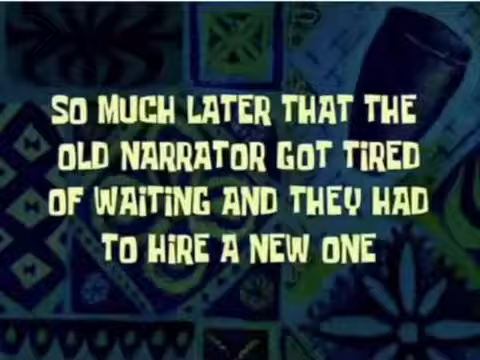 SO MUCH LATER THAT THE
OLD NARRATOR GOT TIRED
OF WAITING AND THEY HAD
TO HIRE A NEW ONE